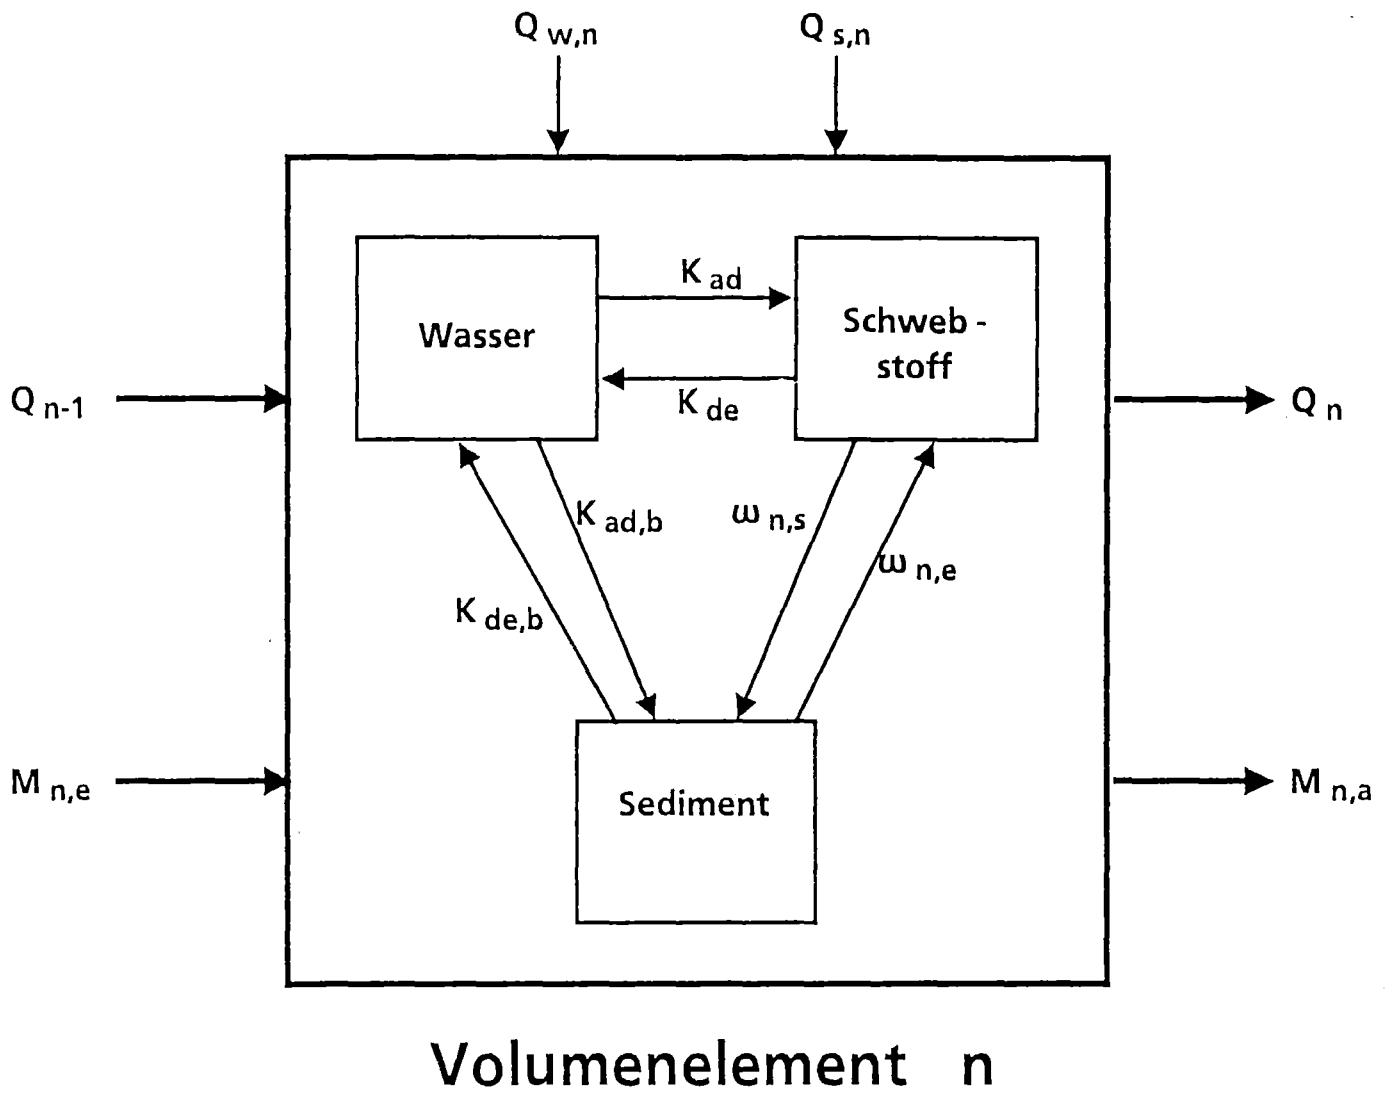 Q w,n
Q s,n
K ad
Wasser
Schweb -
stoff
Q n-1
K de
Q n
K ad,b
ω n,s
ω n,e
K de,b
M n,e
Sediment
M n,a
Volumenelement n